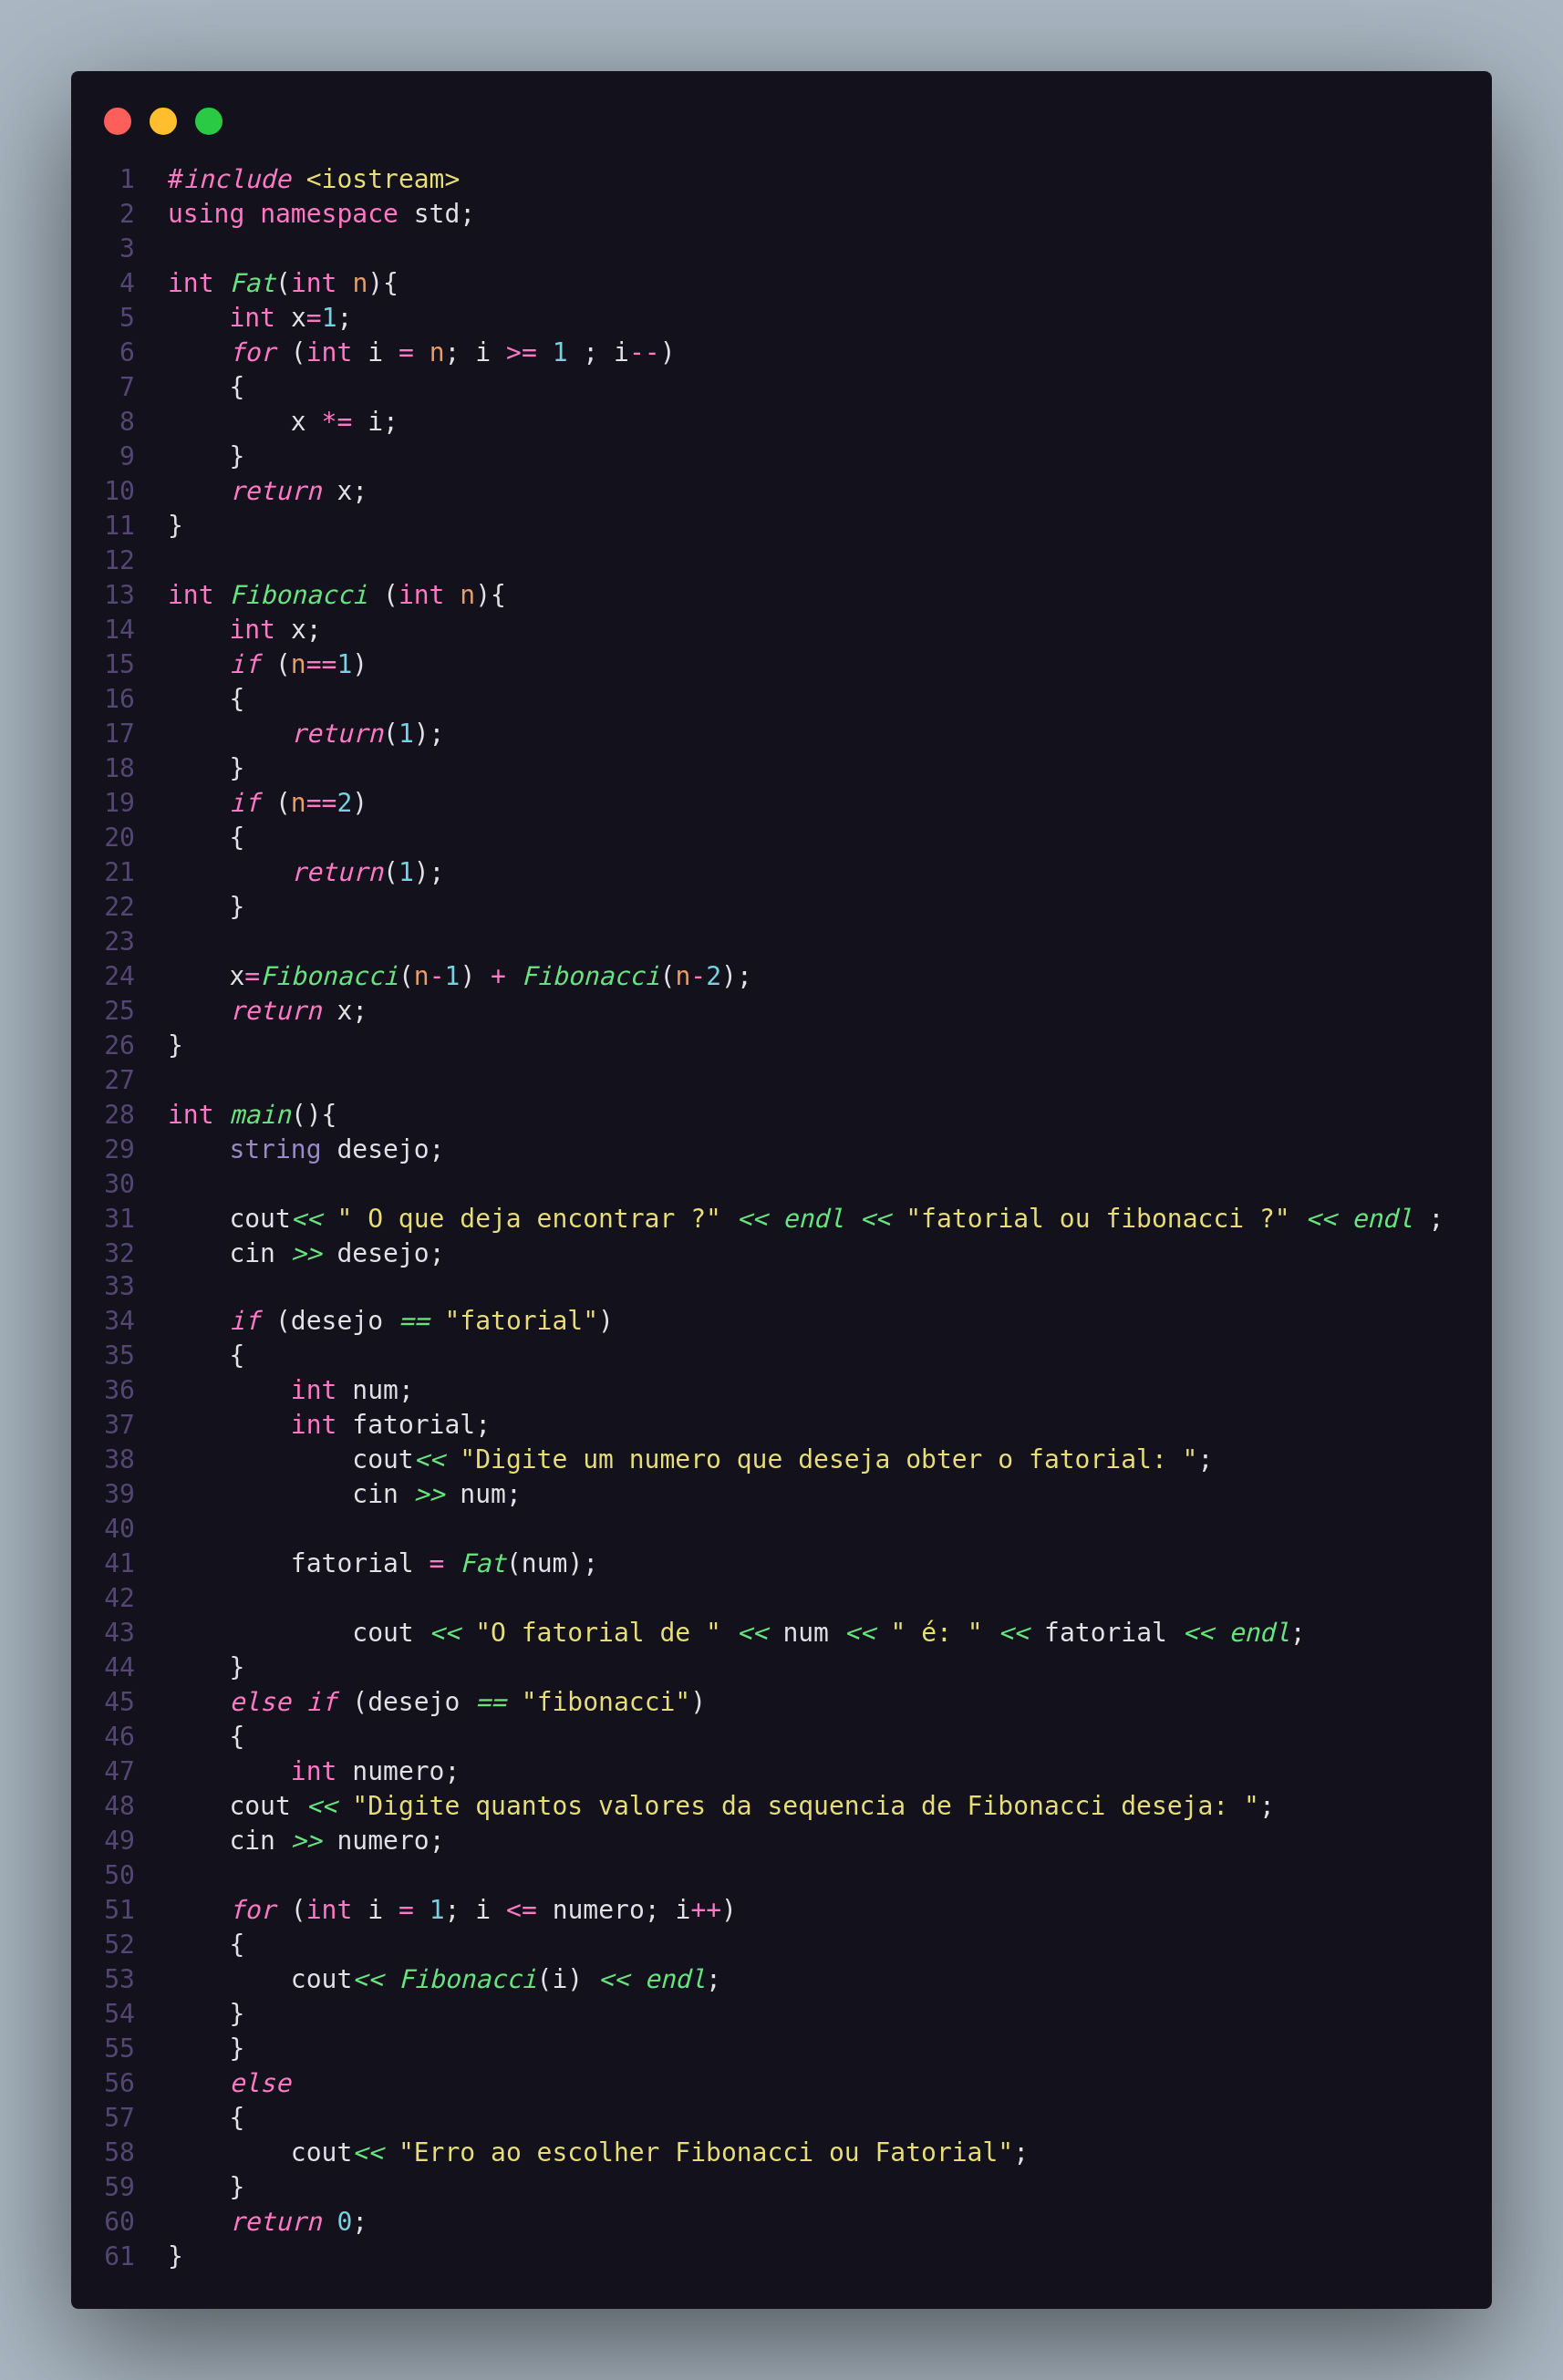 1 #include <iostream>
2 using namespace std;
3
4 int Fat(int n){
5     int x=1;
6     for (int i = n; i >= 1 ; i--)
7     {
8         x *= i;
9     }
10     return x;
11 }
12
13 int Fibonacci (int n){
14     int x;
15     if (n==1)
16     {
17         return(1);
18     }
19     if (n==2)
20     {
21         return(1);
22     }
23
24     x=Fibonacci(n-1) + Fibonacci(n-2);
25     return x;
26 }
27
28 int main(){
29     string desejo;
30
31     cout<< " O que deja encontrar ?" << endl << "fatorial ou fibonacci ?" << endl ;
32     cin >> desejo;
33
34     if (desejo == "fatorial")
35     {
36         int num;
37         int fatorial;
38             cout<< "Digite um numero que deseja obter o fatorial: ";
39             cin >> num;
40
41         fatorial = Fat(num);
42
43             cout << "O fatorial de " << num << " é: " << fatorial << endl;
44     }
45     else if (desejo == "fibonacci")
46     {
47         int numero;
48     cout << "Digite quantos valores da sequencia de Fibonacci deseja: ";
49     cin >> numero;
50
51     for (int i = 1; i <= numero; i++)
52     {
53         cout<< Fibonacci(i) << endl;
54     }
55     }
56     else
57     {
58         cout<< "Erro ao escolher Fibonacci ou Fatorial";
59     }
60     return 0;
61 }